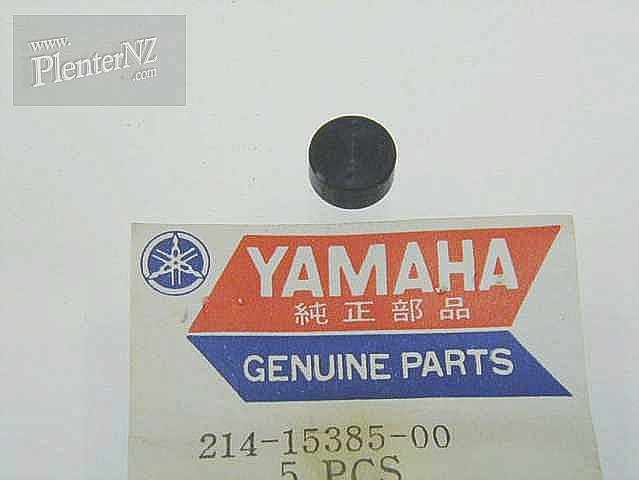 www.
PlenterNZ
.com
YAMAHA
純正部品
GENUINE PARTS
214-15385-00
5 PCS